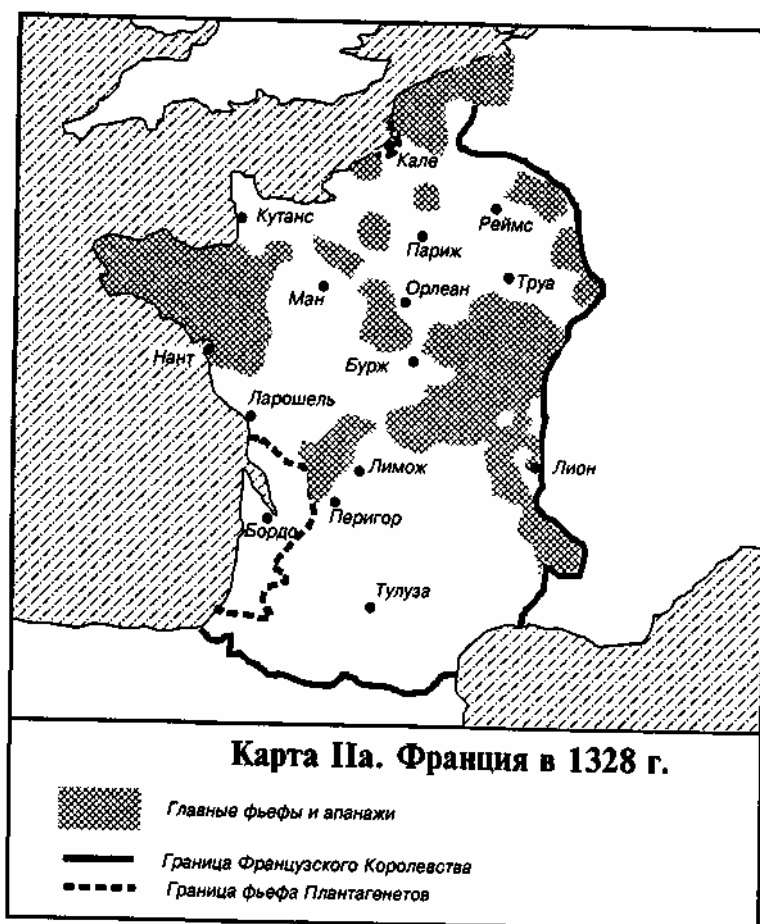 Кале
Кутанс
Реймс
Париж
Ман
Орлеан
Труа
Нант
Бурж
Ларошель
Лимож
Лион
Перигор
Бордо
Тулуза
Карта IIа. Франция в 1328 г.
Главные фьефы и апанажи
Граница Французского Королевства
Граница фьефа Плантагенетов